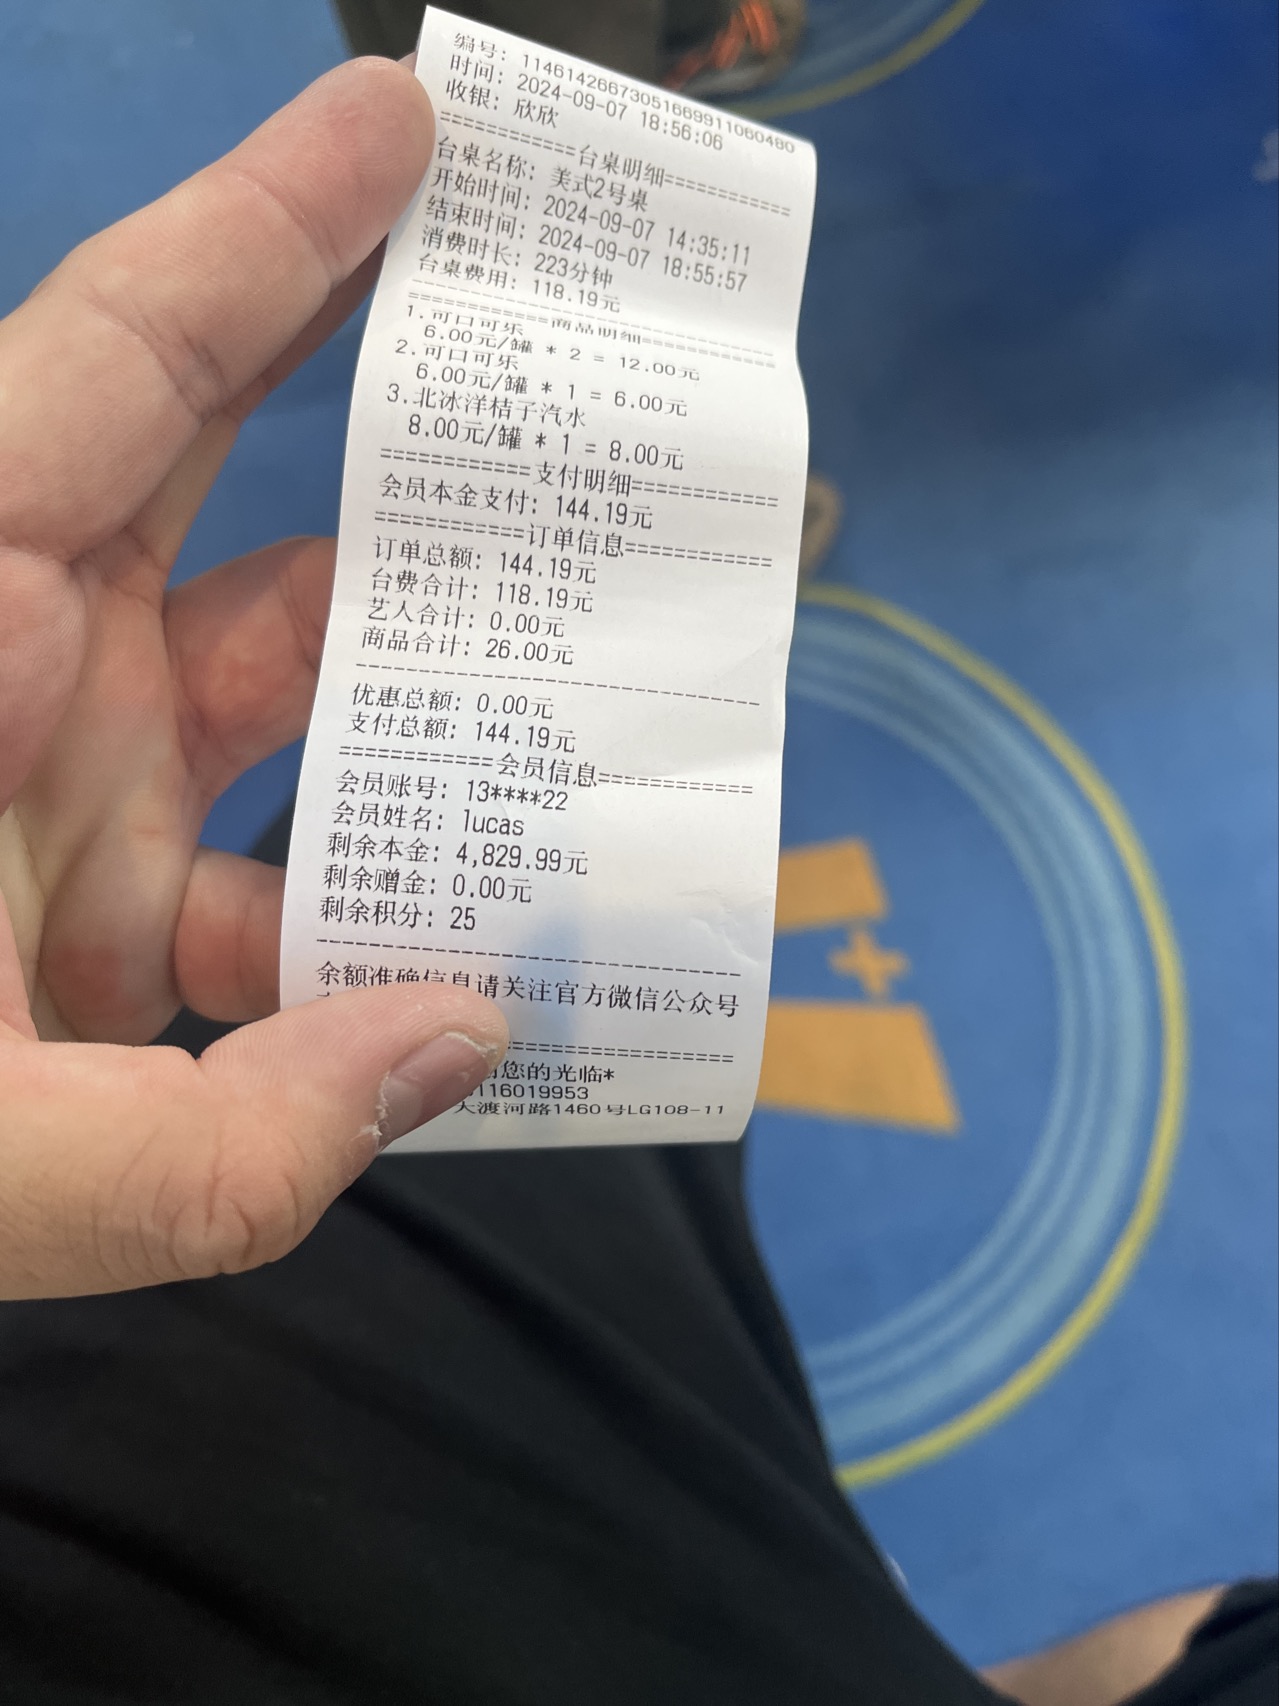 编号: 1146142667305166991106​0480
时间: 2024-09-07 18:56:06
收银: 欣欣
============台桌明细============
台桌名称: 美式2号桌
开始时间: 2024-09-07 14:35:11
结束时间: 2024-09-07 18:55:57
消费时长: 223分钟
台桌费用: 118.19元
============商品明细============
1.可口可乐
6.00元/罐 * 2 = 12.00元
2.可口可乐
6.00元/罐 * 1 = 6.00元
3.北冰洋桔子汽水
8.00元/罐 * 1 = 8.00元
============支付明细============
会员本金支付: 144.19元
============订单信息============
订单总额: 144.19元
台费合计: 118.19元
艺人合计: 0.00元
商品合计: 26.00元
优惠总额: 0.00元
支付总额: 144.19元
============会员信息============
会员账号: 13****22
会员姓名: lucas
剩余本金: 4,829.99元
剩余赠金: 0.00元
剩余积分: 25
余额准确信息请关注官方微信公众号
您的光临*
116019953
大渡河路1460号LG108-11